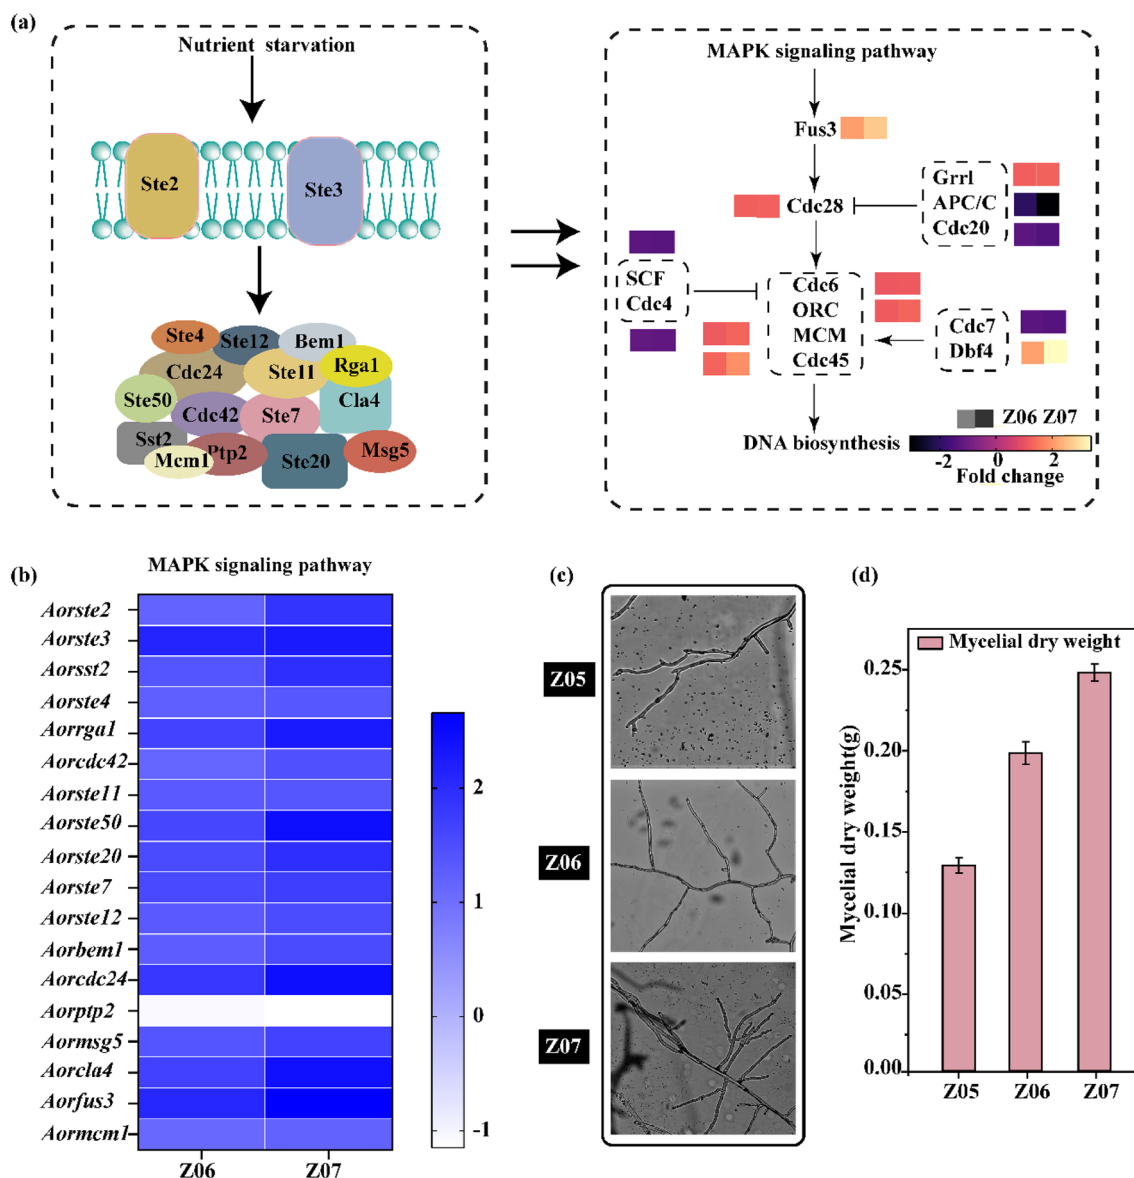 (a)
Nutrient starvation
Ste2
Ste3
Ste4
Ste12
Bem1
Cdc24
Ste11
Rga1
Ste50
Cdc42
Ste7
Cla4
Sst2
Mcm1
Ptp2
Ste20
Msg5
MAPK signaling pathway
Fus3
Cdc28
Grrl
APC/C
Cdc20
SCF
Cdc4
Cdc6
ORC
MCM
Cdc45
Cdc7
Dbf4
Z06 Z07
DNA biosynthesis
-2 0 2
Fold change
(b)
MAPK signaling pathway
Aorste2
Aorste3
Aorsst2
Aorste4
Aorrga1
Aorcdc42
Aorste11
Aorste50
Aorste20
Aorste7
Aorste12
Aorbem1
Aorcdc24
Aorptp2
Aormsg5
Aorcla4
Aorfus3
Aormcm1
Z06 Z07
2
1
0
-1
(c)
Z05
Z06
Z07
(d)
Mycelial dry weight
Mycelial dry weight(g)
0.25
0.20
0.15
0.10
0.05
0.00
Z05 Z06 Z07